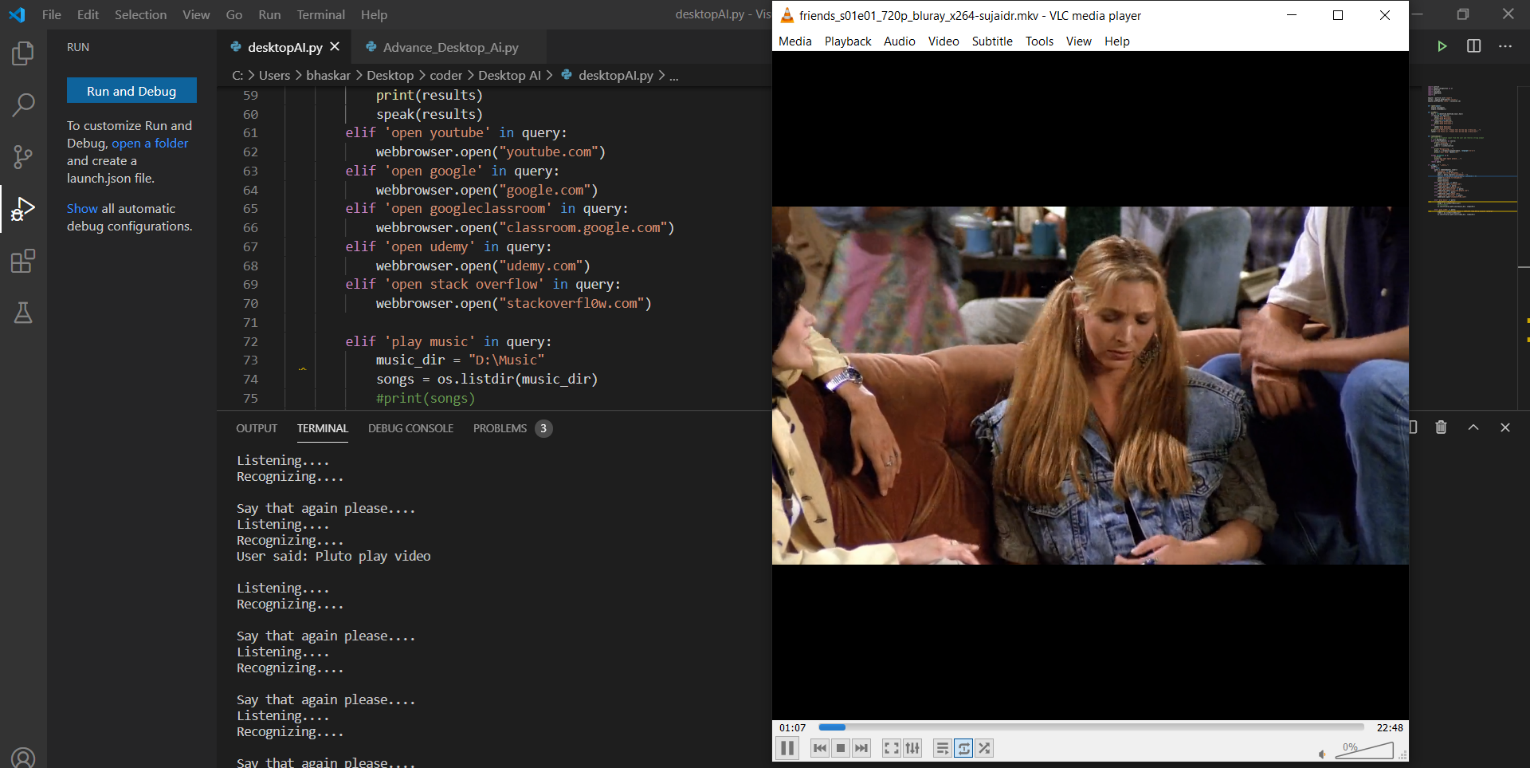 File Edit Selection View Go Run Terminal Help
desktopAI.py - Vis
RUN
Run and Debug
To customize Run and
Debug, open a folder
and create a
launch.json file.
Show all automatic
debug configurations.
desktopAI.py
Advance_Desktop_Ai.py
C: > Users > bhaskar > Desktop > coder > Desktop AI > desktopAI.py > ...
59 print(results)
60 speak(results)
61 elif 'open youtube' in query:
62 webbrowser.open("youtube.com")
63 elif 'open google' in query:
64 webbrowser.open("google.com")
65 elif 'open googleclassroom' in query:
66 webbrowser.open("classroom.google.com")
67 elif 'open udemy' in query:
68 webbrowser.open("udemy.com")
69 elif 'open stack overflow' in query:
70 webbrowser.open("stackoverfl0w.com")
71
72 elif 'play music' in query:
73 music_dir = "D:\Music"
74 songs = os.listdir(music_dir)
75 #print(songs)
OUTPUT TERMINAL DEBUG CONSOLE PROBLEMS 3
Listening....
Recognizing....
Say that again please....
Listening....
Recognizing....
User said: Pluto play video
Listening....
Recognizing....
Say that again please....
Listening....
Recognizing....
Say that again please....
Listening....
Recognizing....
Say that again please....
friends_s01e01_720p_bluray_x264-sujaidr.mkv - VLC media player
Media Playback Audio Video Subtitle Tools View Help
01:07
22:48
0%